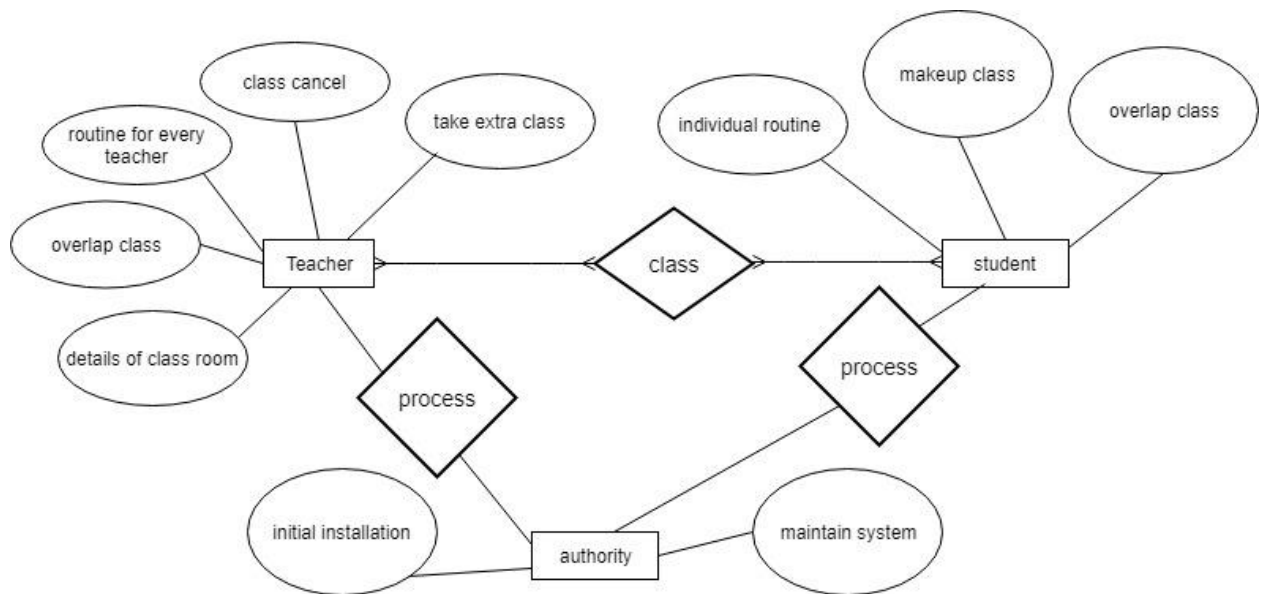 class cancel
makeup class
overlap class
take extra class
individual routine
routine for every
teacher
overlap class
Teacher
class
student
details of class room
process
process
initial installation
maintain system
authority